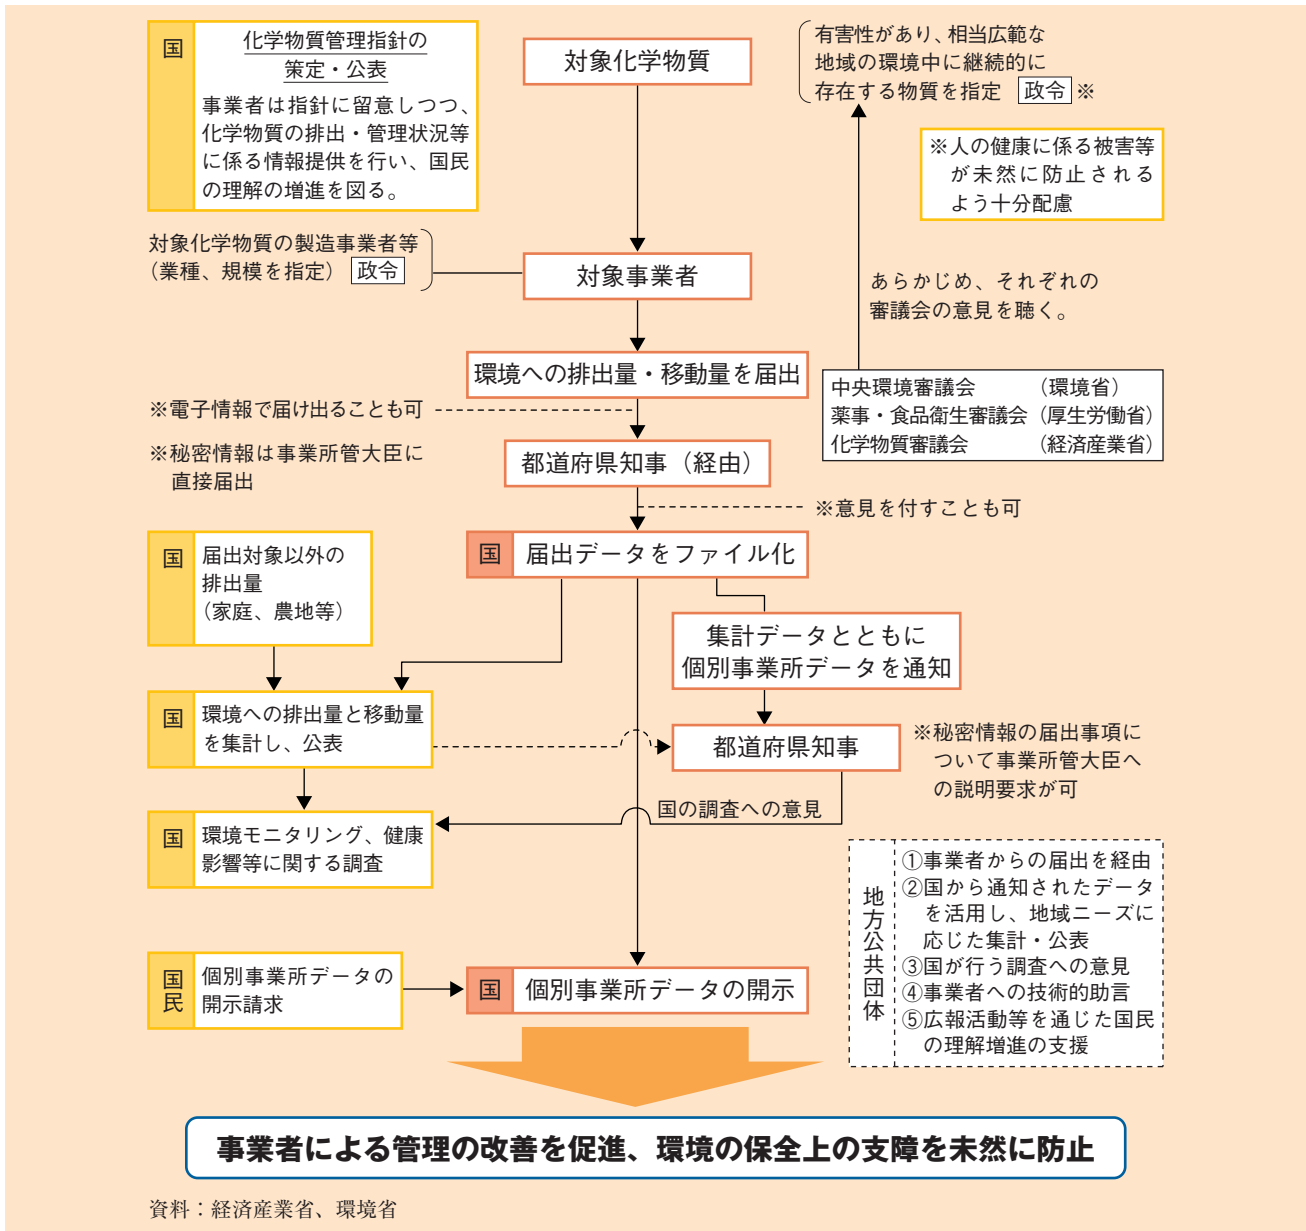 国
化学物質管理指針の
策定・公表
事業者は指針に留意しつつ、
化学物質の排出・管理状況等
に係る情報提供を行い、国民
の理解の増進を図る。
対象化学物質
有害性があり、相当広範な
地域の環境中に継続的に
存在する物質を指定 政令 ※
※人の健康に係る被害等
が未然に防止される
よう十分配慮
対象化学物質の製造事業者等
（業種、規模を指定） 政令
対象事業者
あらかじめ、それぞれの
審議会の意見を聴く。
環境への排出量・移動量を届出
中央環境審議会 （環境省）
薬事・食品衛生審議会（厚生労働省）
化学物質審議会 （経済産業省）
※電子情報で届け出ることも可
※秘密情報は事業所管大臣に
直接届出
都道府県知事（経由）
※意見を付すことも可
国 届出データをファイル化
国
届出対象以外の
排出量
（家庭、農地等）
集計データとともに
個別事業所データを通知
国
環境への排出量と移動量
を集計し、公表
都道府県知事
※秘密情報の届出事項に
ついて事業所管大臣へ
の説明要求が可
国の調査への意見
国
環境モニタリング、健康
影響等に関する調査
地方公共団体
①事業者からの届出を経由
②国から通知されたデータ
を活用し、地域ニーズに
応じた集計・公表
③国が行う調査への意見
④事業者への技術的助言
⑤広報活動等を通じた国民
の理解増進の支援
国民
個別事業所データの
開示請求
国 個別事業所データの開示
事業者による管理の改善を促進、環境の保全上の支障を未然に防止
資料：経済産業省、環境省